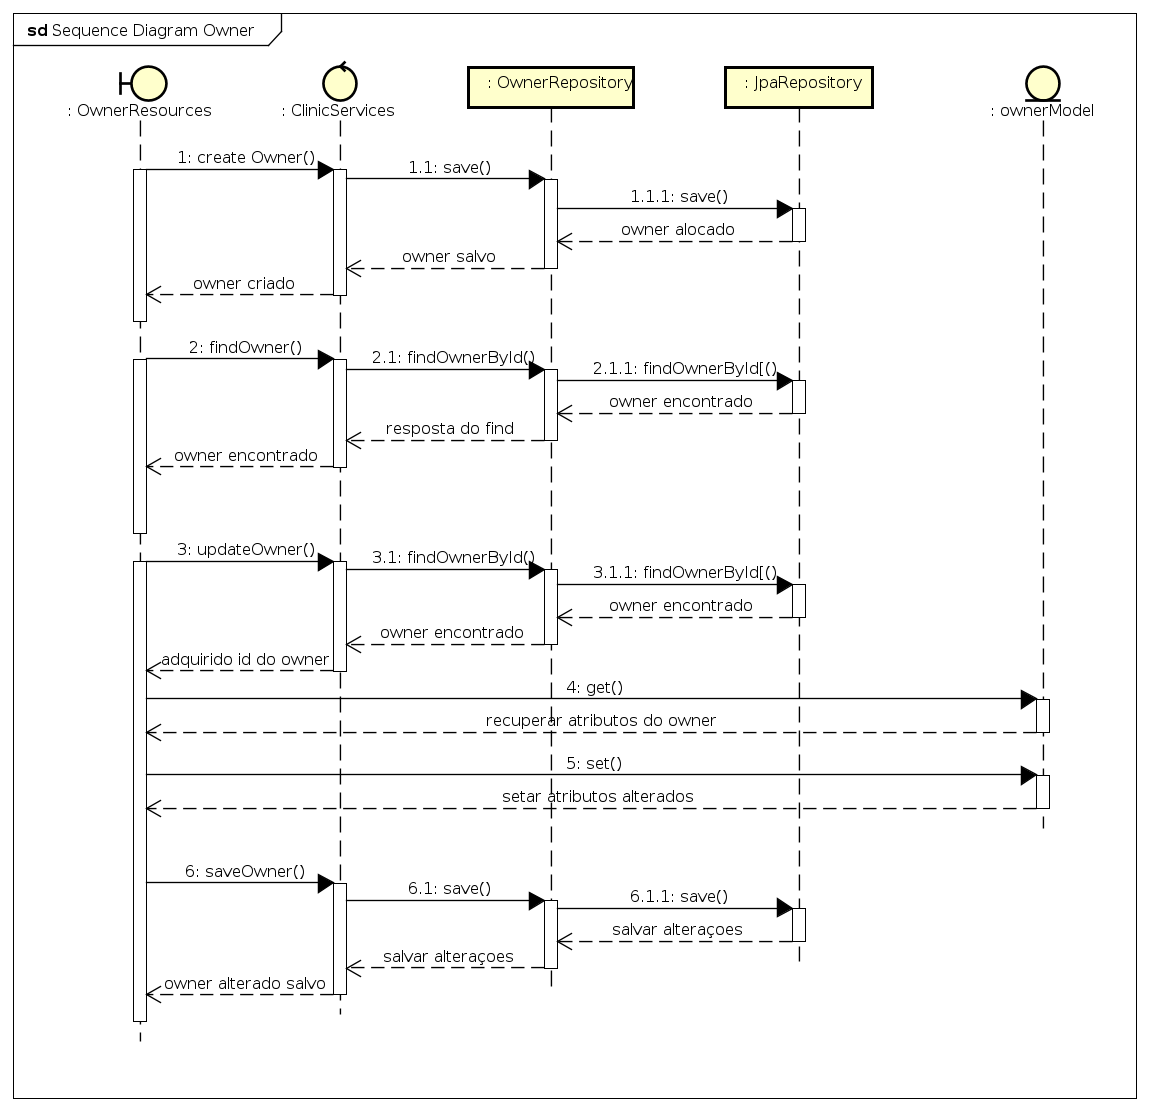 sd Sequence Diagram Owner
: OwnerResources
: ClinicServices
: OwnerRepository
: JpaRepository
: ownerModel
1: create Owner()
1.1: save()
1.1.1: save()
owner alocado
owner salvo
owner criado
2: findOwner()
2.1: findOwnerById()
2.1.1: findOwnerById[()
owner encontrado
resposta do find
owner encontrado
3: updateOwner()
3.1: findOwnerById()
3.1.1: findOwnerById[()
owner encontrado
owner encontrado
adquirido id do owner
4: get()
recuperar atributos do owner
5: set()
setar atributos alterados
6: saveOwner()
6.1: save()
6.1.1: save()
salvar alteraçoes
salvar alteraçoes
owner alterado salvo